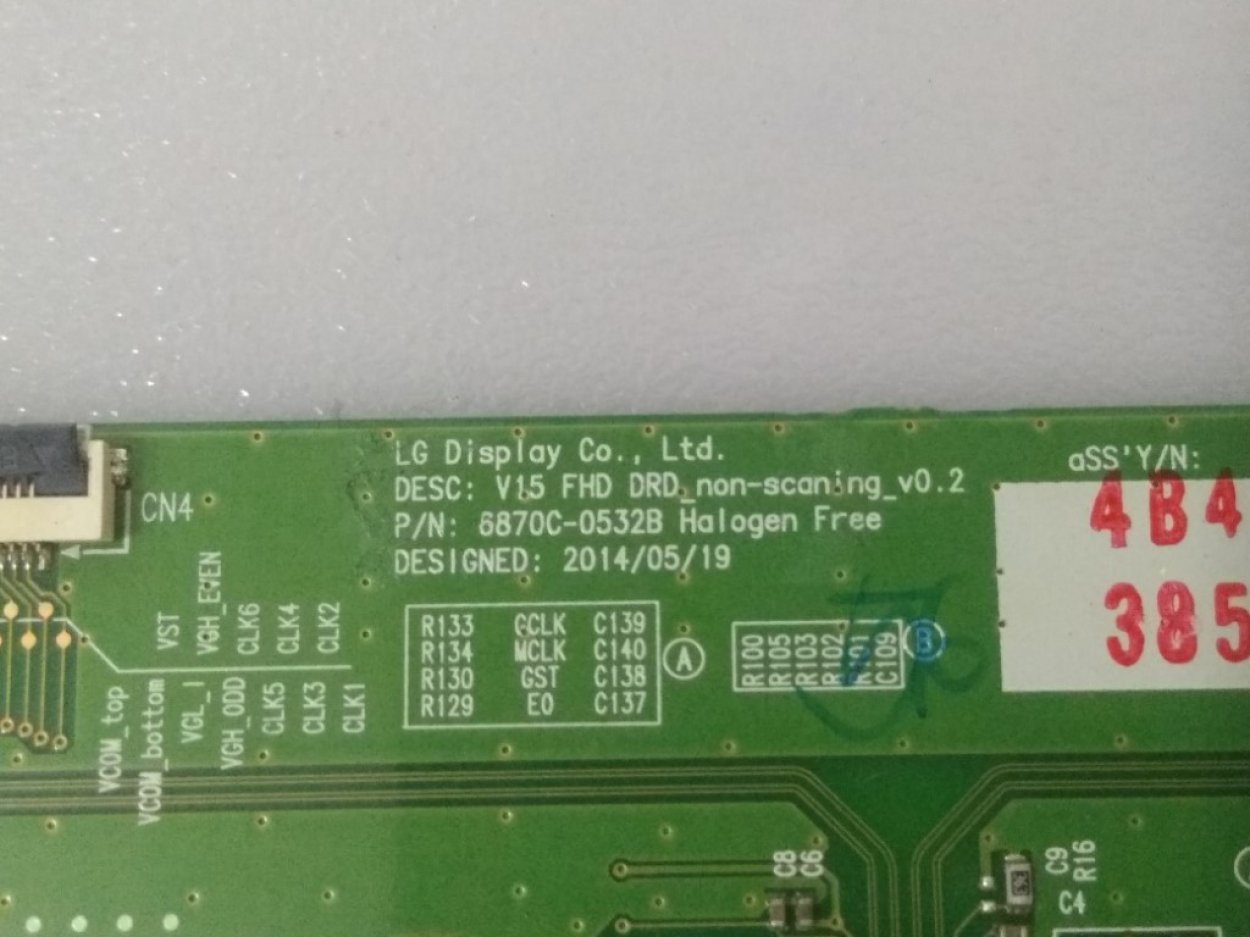 LG Display Co., Ltd.
DESC: V15 FHD DRD_non-scaning_v0.2
P/N: 6870C-0532B Halogen Free
DESIGNED: 2014/05/19
aSS'Y/N:
4B4
385
CN4
VST
VGH_EVEN
CLK6
CLK4
CLK2
VCOM_top
VCOM_bottom
VGL_I
VGH_ODD
CLK5
CLK3
CLK1
R133 GCLK C139
R134 MCLK C140
R130 GST C138
R129 EO C137
A
R100
R105
R103
R102
R101
C109
B
C8
C6
C9
R16
C4